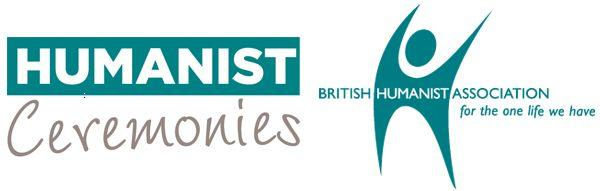 HUMANIST
Ceremonies
BRITISH HUMANIST ASSOCIATION
for the one life we have